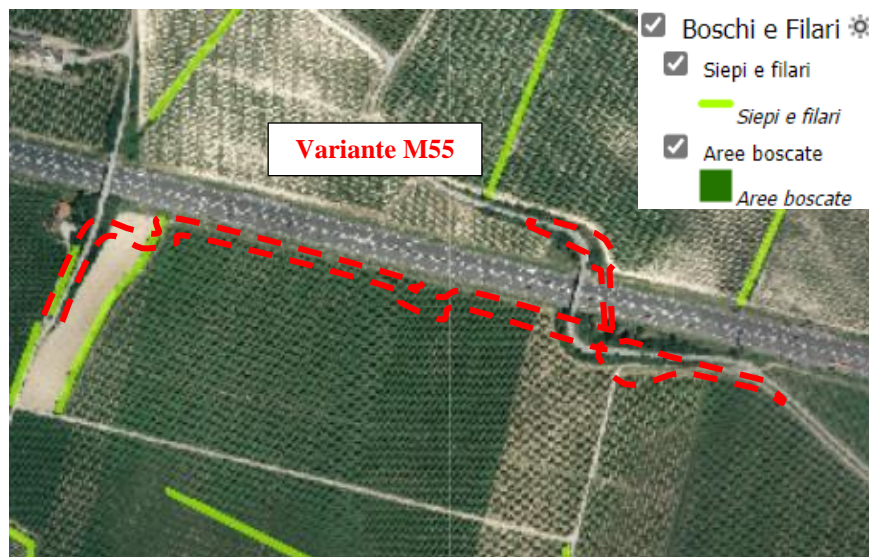 Boschi e Filari
Siepi e filari
Siepi e filari
Variante M55
Aree boscate
Aree boscate